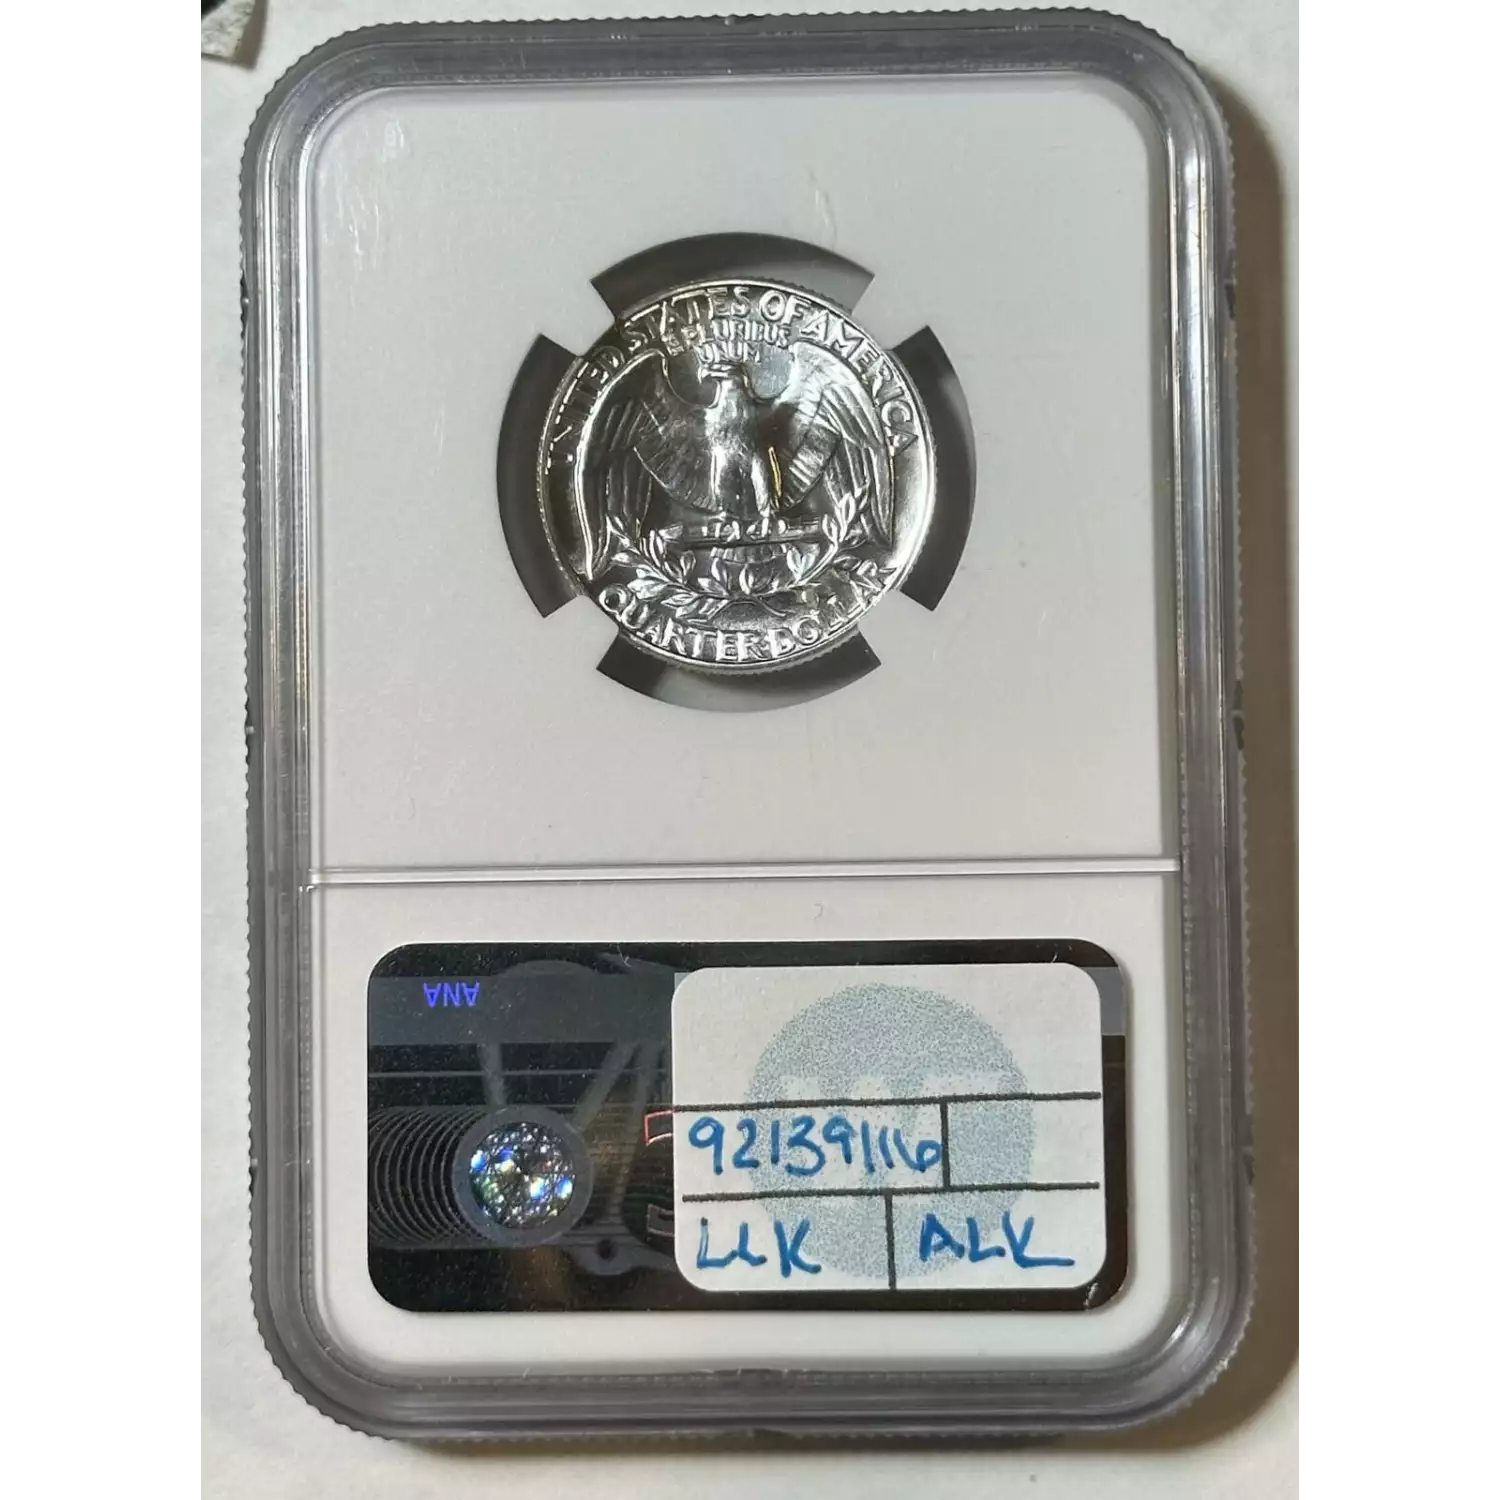 UNITED STATES OF AMERICA
E PLURIBUS
UNUM
QUARTER DOLLAR
ANA
92139116
LLK ALK